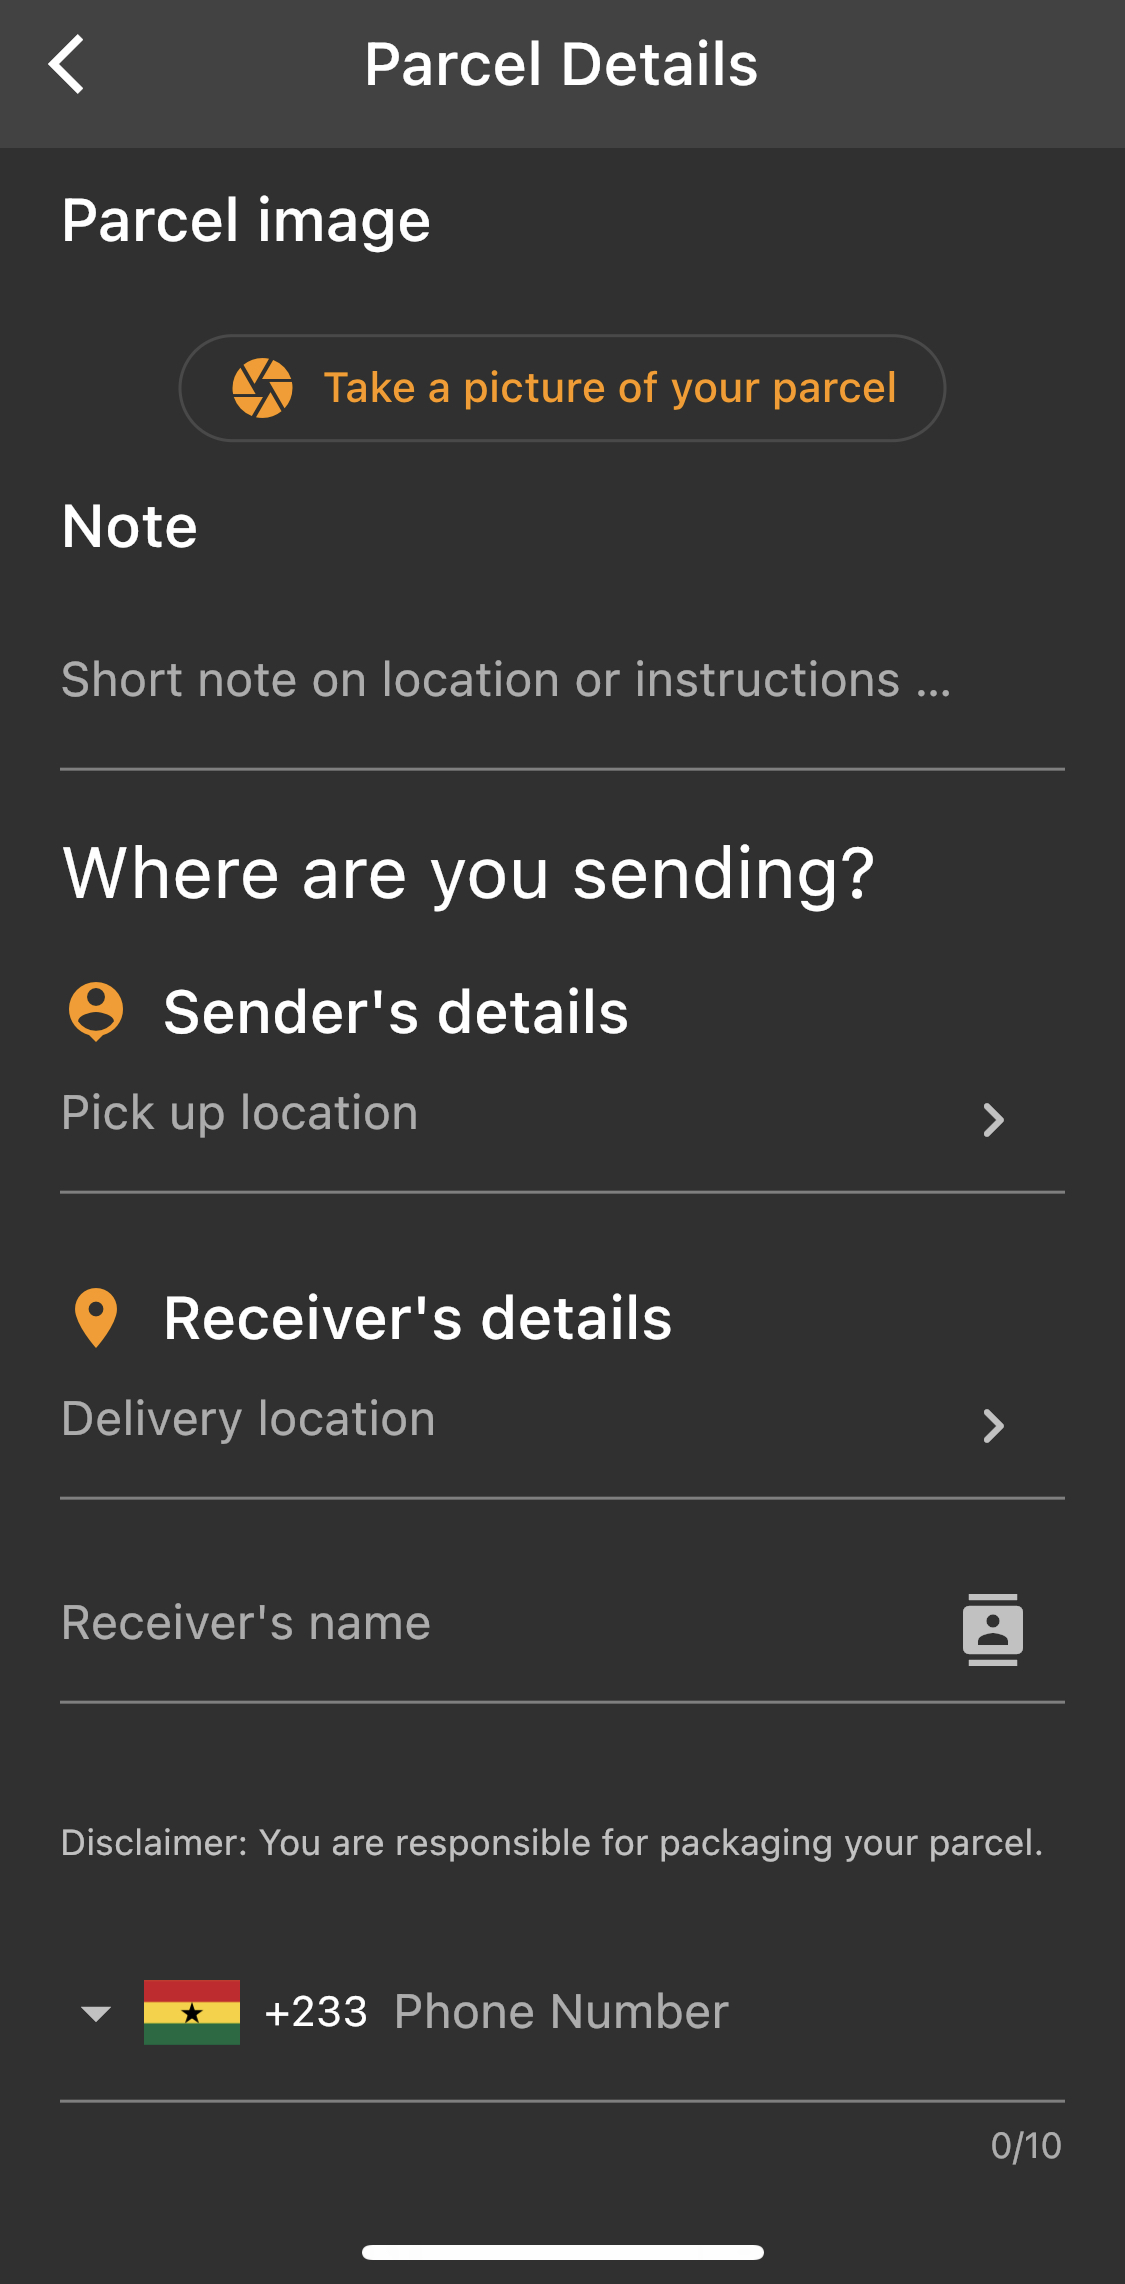 Parcel Details
Parcel image
Take a picture of your parcel
Note
Short note on location or instructions ...
Where are you sending?
Sender's details
Pick up location
Receiver's details
Delivery location
Receiver's name
Disclaimer: You are responsible for packaging your parcel.
+233 Phone Number
0/10